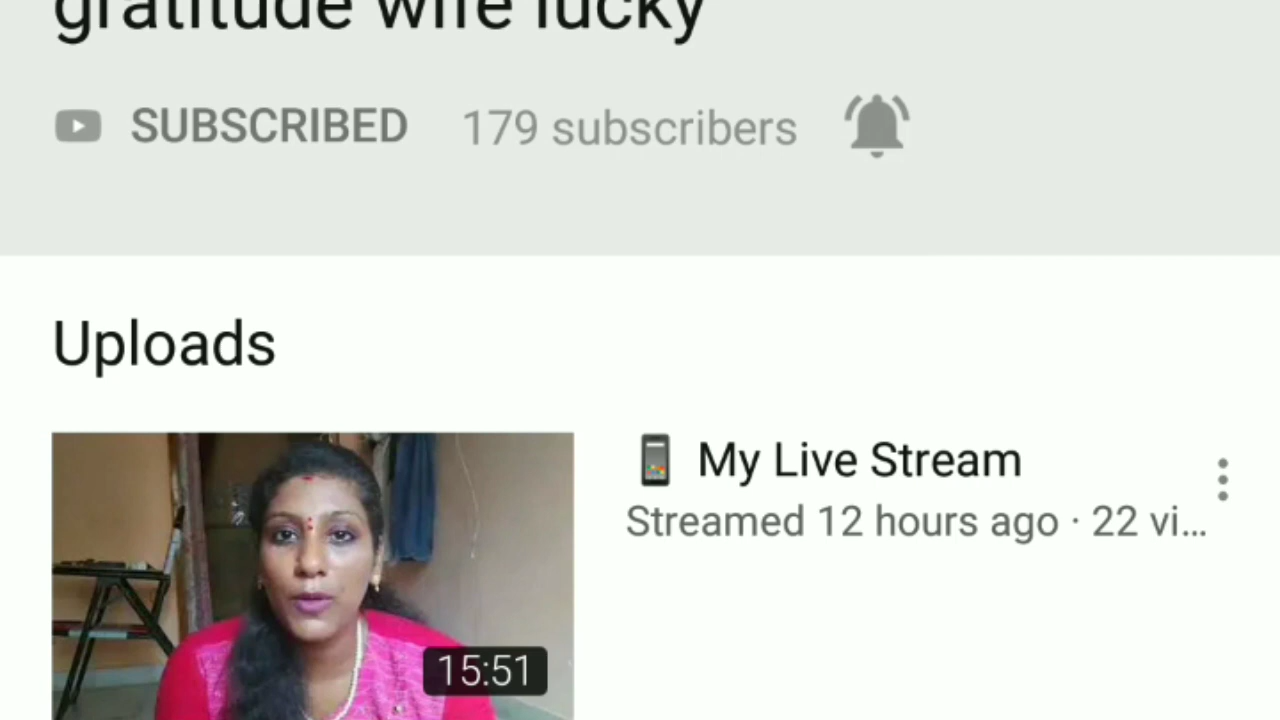 gratitude wife lucky
SUBSCRIBED 179 subscribers
Uploads
My Live Stream
Streamed 12 hours ago · 22 vi...
15:51